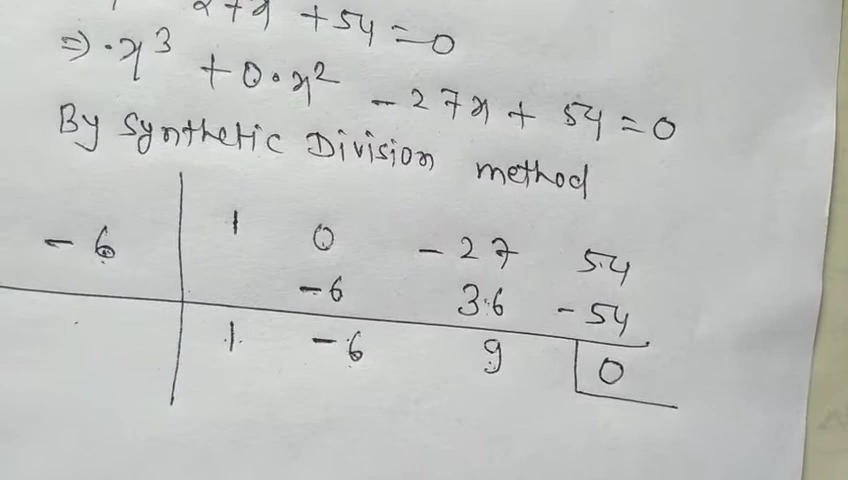 +54=0
=> x³ + 0·x² - 27x + 54 = 0
By Synthetic Division method
-6 | 1 0 -27 54
-6 36 -54
1 -6 9 0